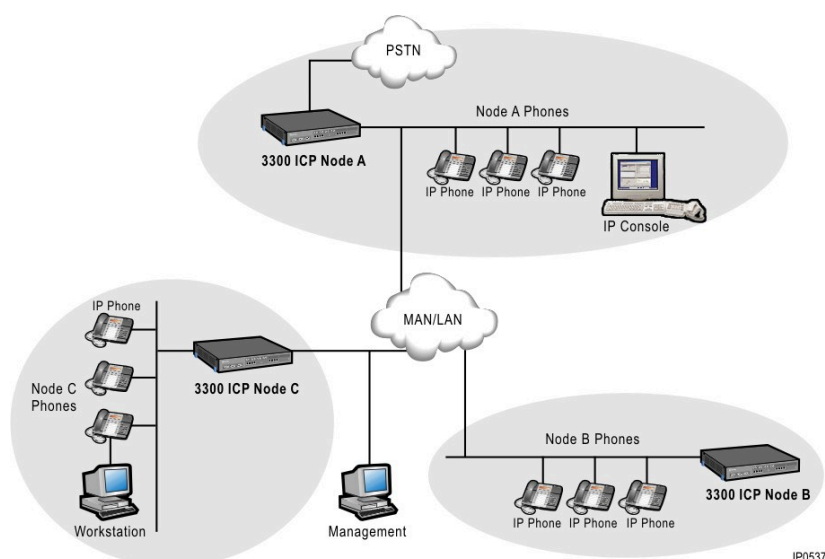 PSTN
Node A Phones
3300 ICP Node A
IP Phone IP Phone IP Phone
IP Console
MAN/LAN
IP Phone
Node C
Phones
3300 ICP Node C
Workstation
Management
Node B Phones
IP Phone IP Phone IP Phone
3300 ICP Node B
IP0537